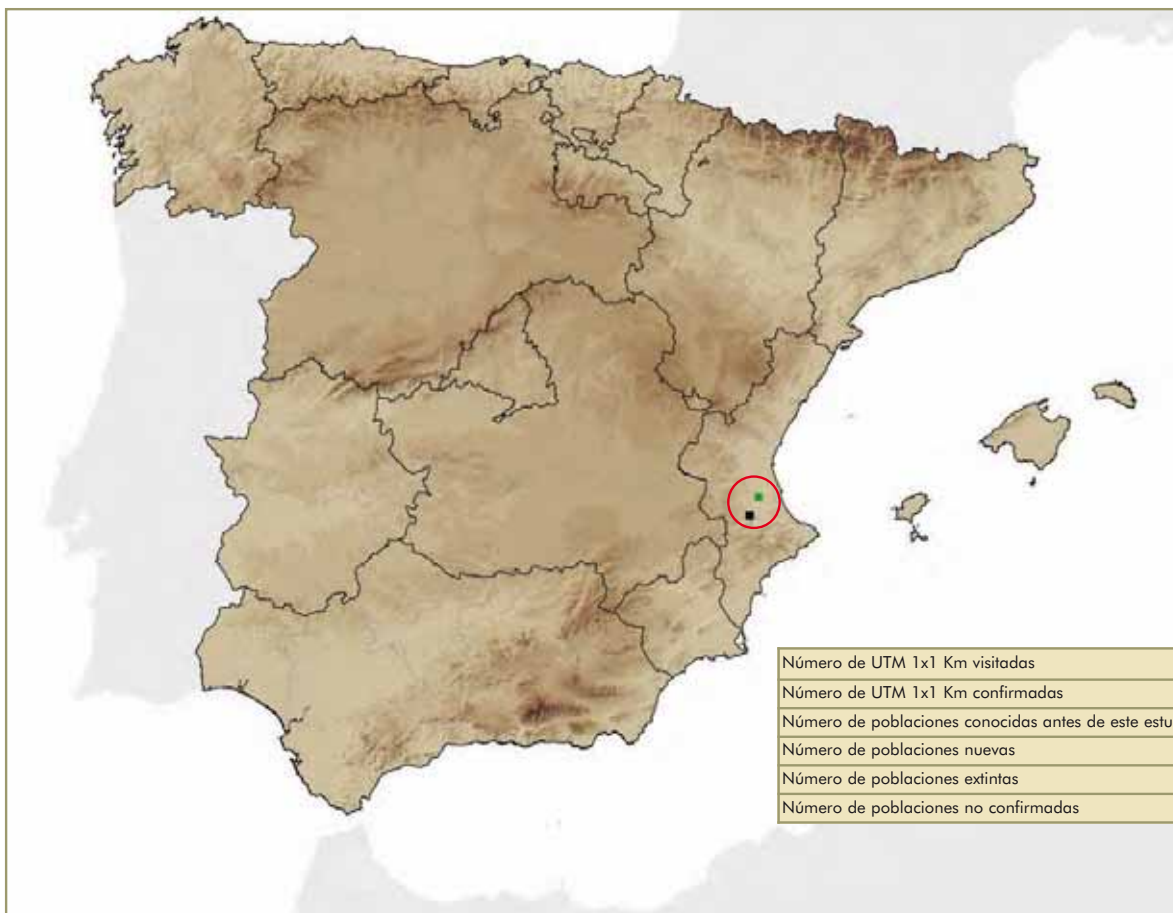 Número de UTM 1x1 Km visitadas
Número de UTM 1x1 Km confirmadas
Número de poblaciones conocidas antes de este estu
Número de poblaciones nuevas
Número de poblaciones extintas
Número de poblaciones no confirmadas